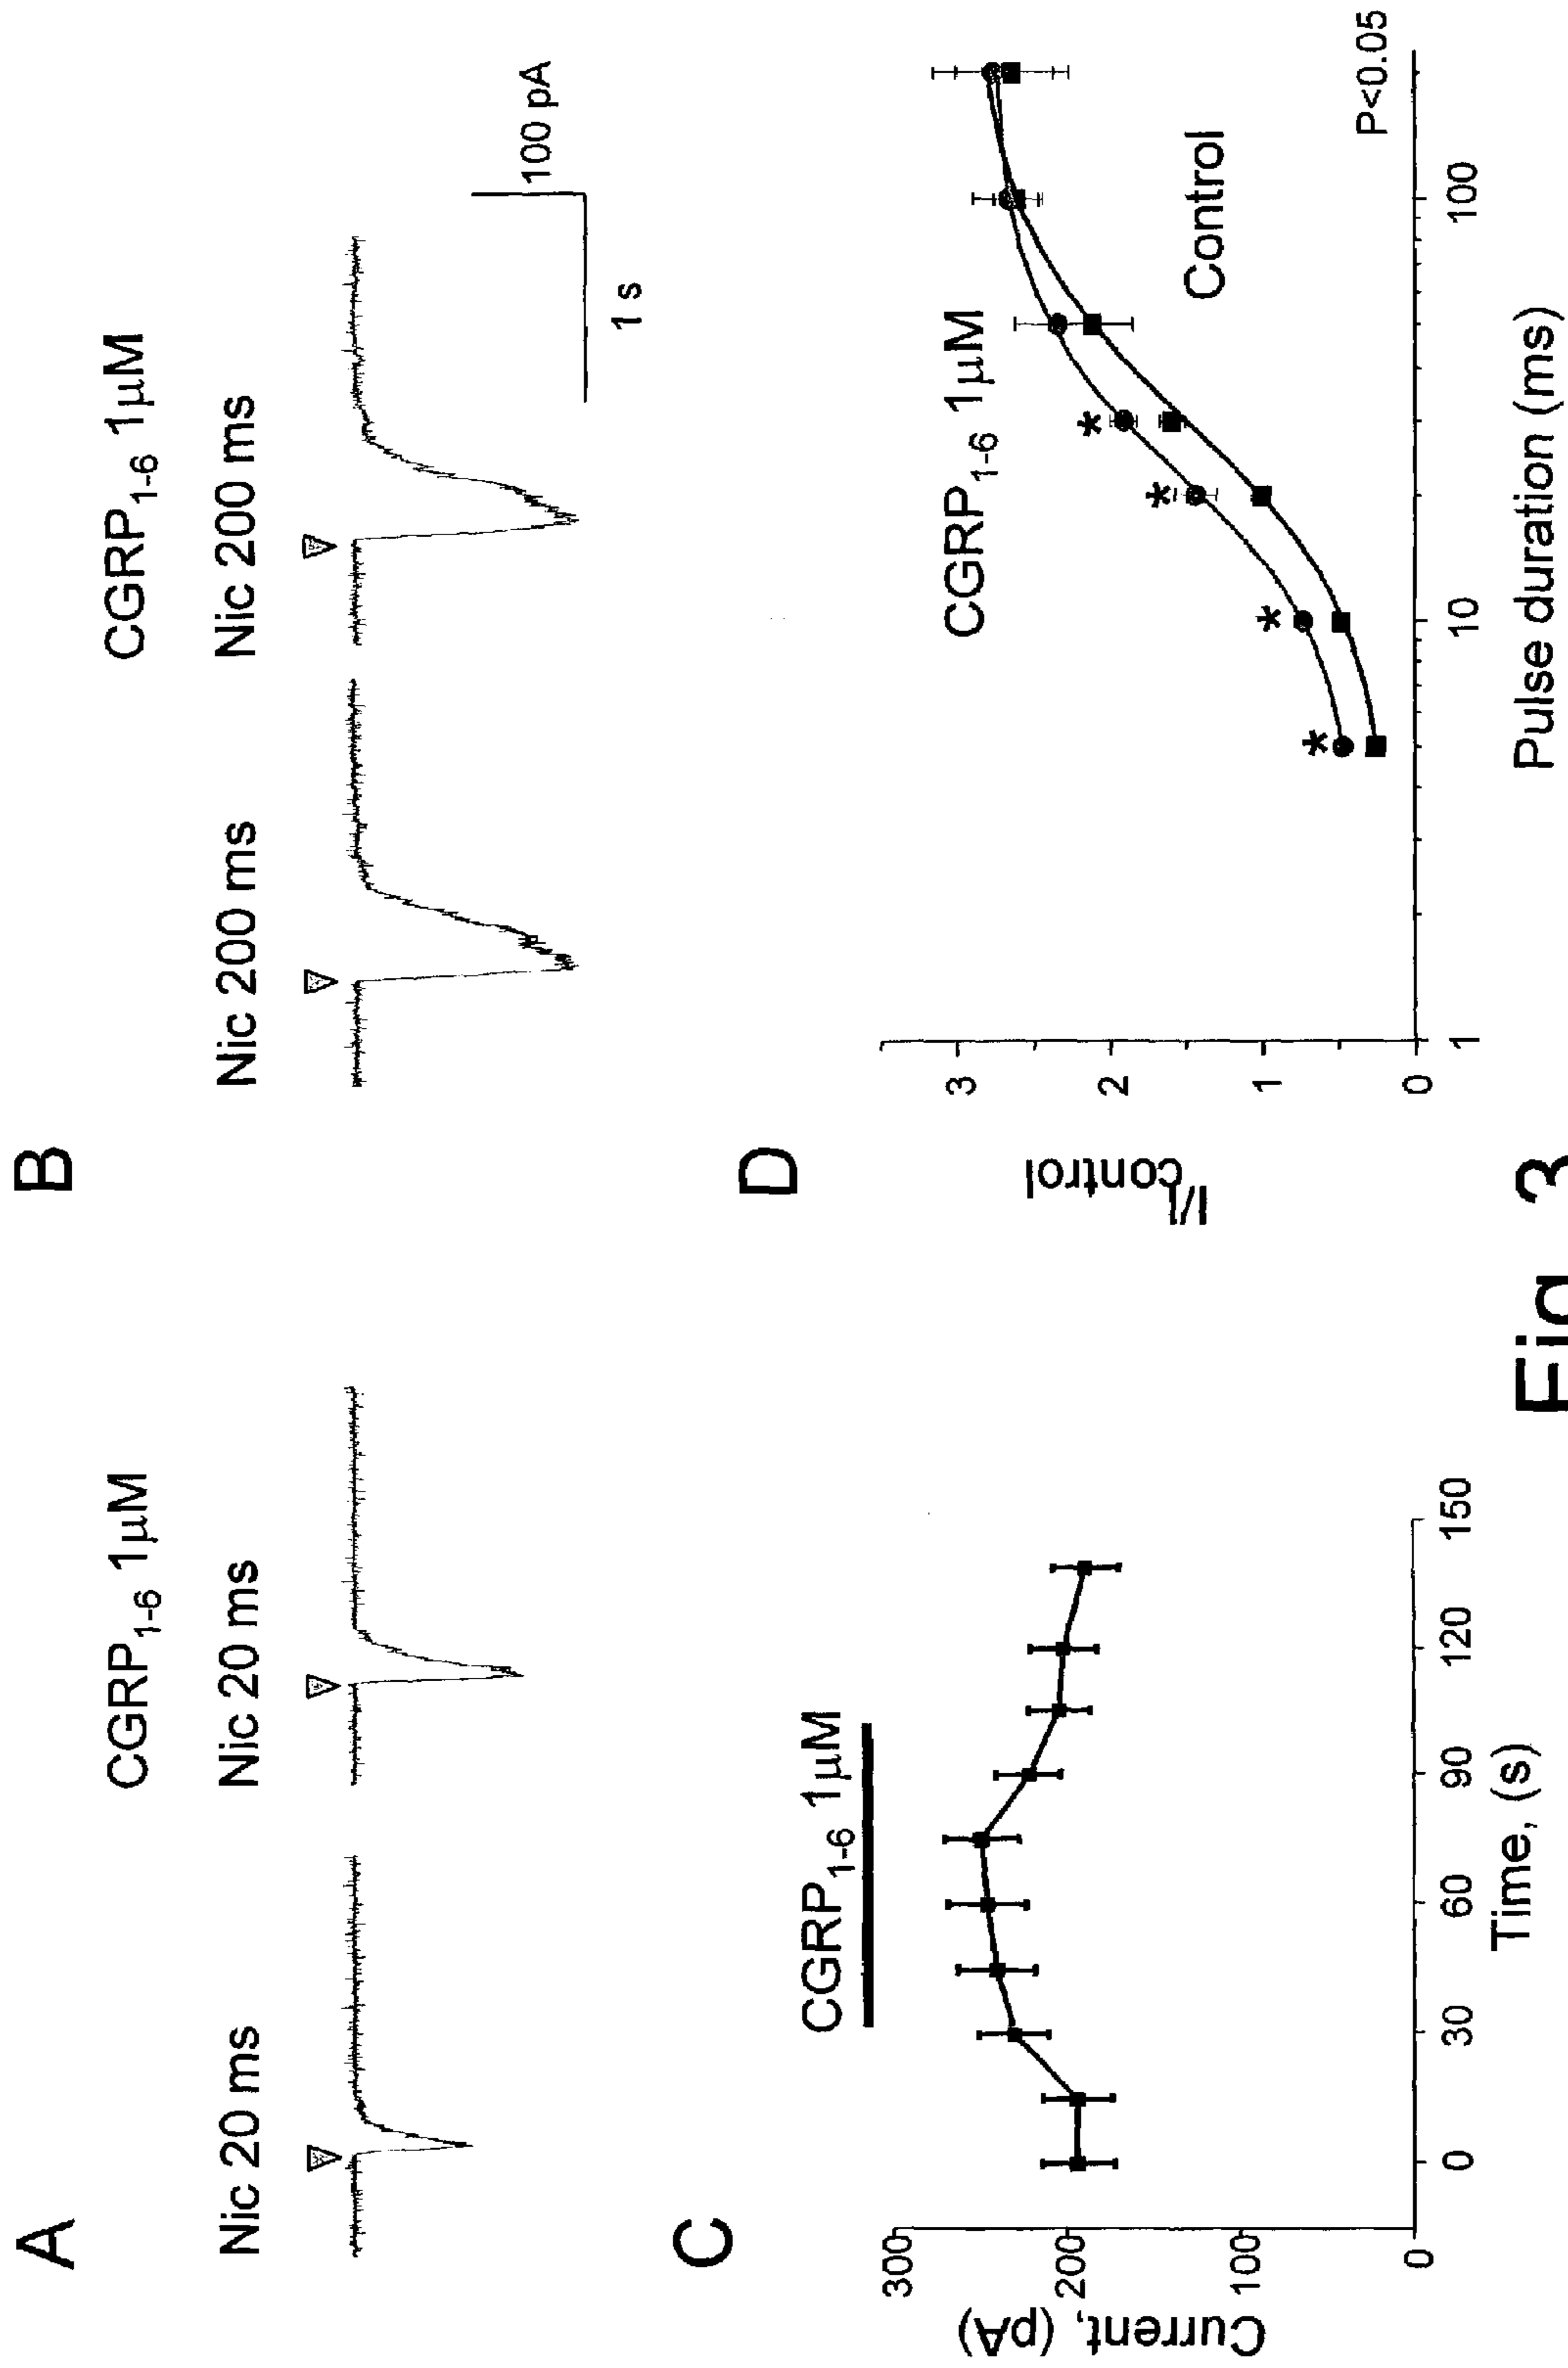 A
B
CGRP1-6 1µM
CGRP1-6 1µM
Nic 20 ms
Nic 20 ms
Nic 200 ms
Nic 200 ms
100 pA
1 s
C
CGRP1-6 1µM
Current, (pA)
300
200
100
0
0 30 60 90 120 150
Time, (s)
D
I/Icontrol
3
2
1
0
CGRP1-6 1µM
Control
* * * *
P<0.05
1 10 100
Pulse duration (ms)
Fig. 3